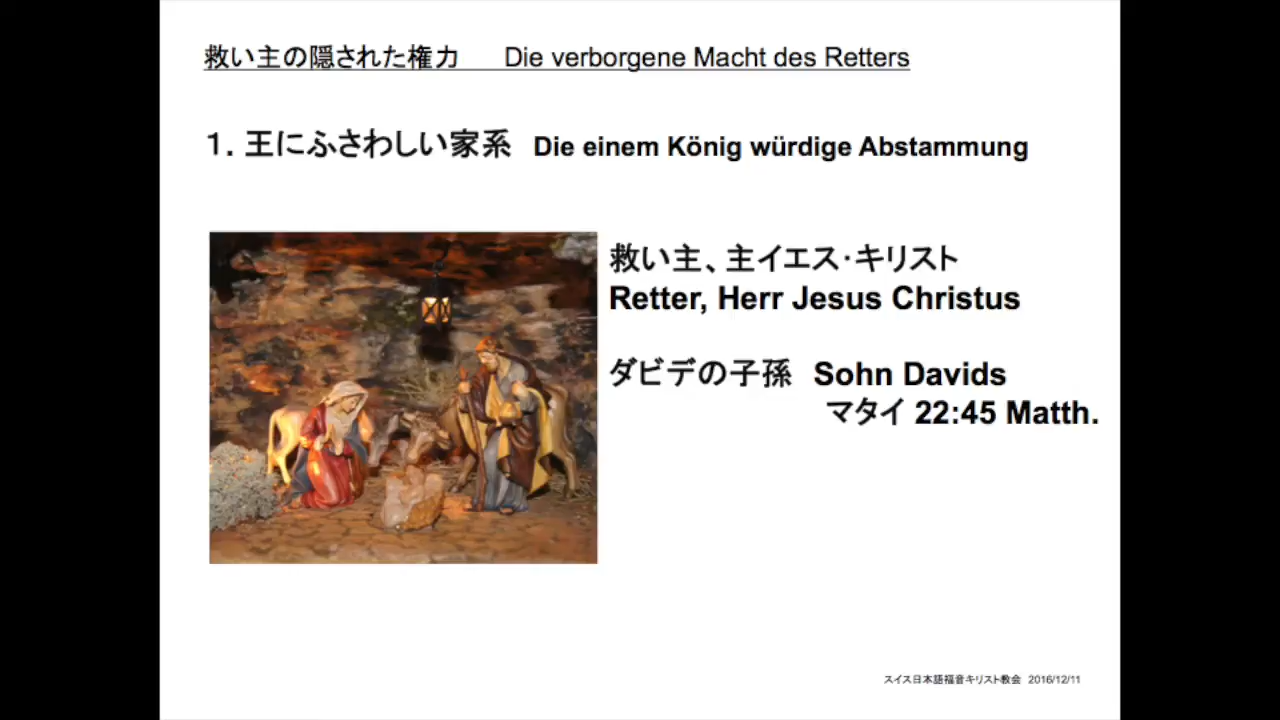 救い主の隠された権力　Die verborgene Macht des Retters
１．王にふさわしい家系　Die einem König würdige Abstammung
救い主、主イエス・キリスト
Retter, Herr Jesus Christus
ダビデの子孫　Sohn Davids
マタイ 22:45 Matth.
スイス日本語福音キリスト教会　2016/12/11